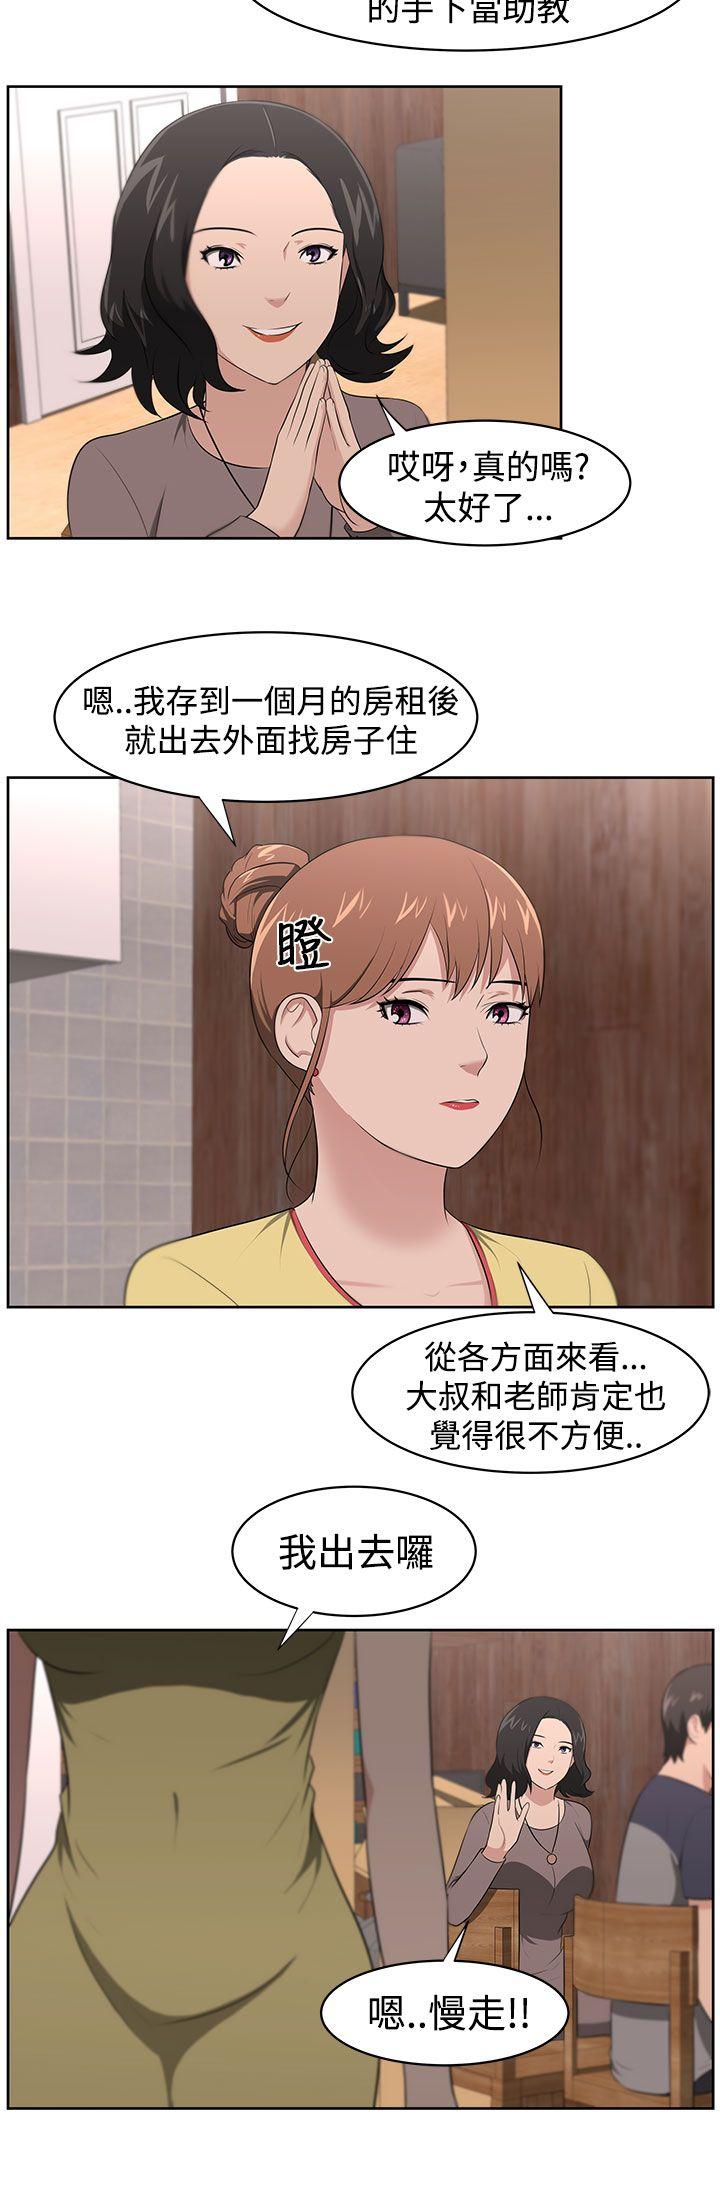 的手下當助教
哎呀,真的嗎?
太好了...
嗯..我存到一個月的房租後
就出去外面找房子住
瞪
從各方面來看...
大叔和老師肯定也
覺得很不方便..
我出去囉
嗯..慢走!!